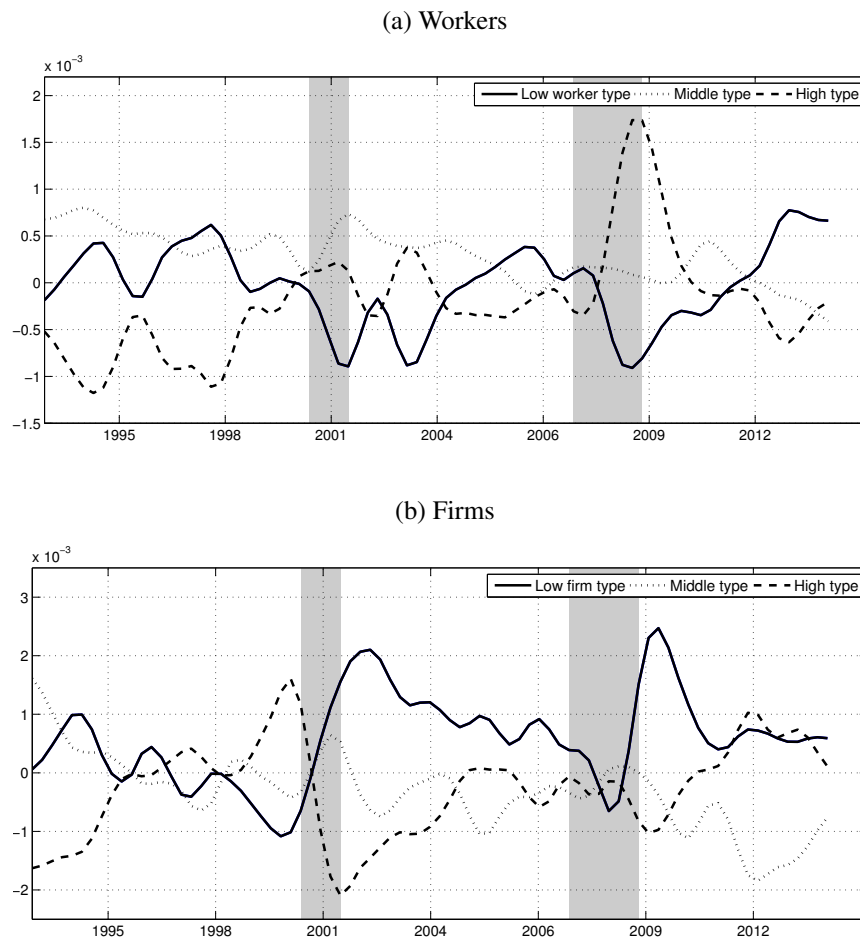 (a) Workers
x 10⁻³
Low worker type Middle type High type
2
1.5
1
0.5
0
−0.5
−1
−1.5
1995 1998 2001 2004 2006 2009 2012
(b) Firms
x 10⁻³
Low firm type Middle type High type
3
2
1
0
−1
−2
1995 1998 2001 2004 2006 2009 2012